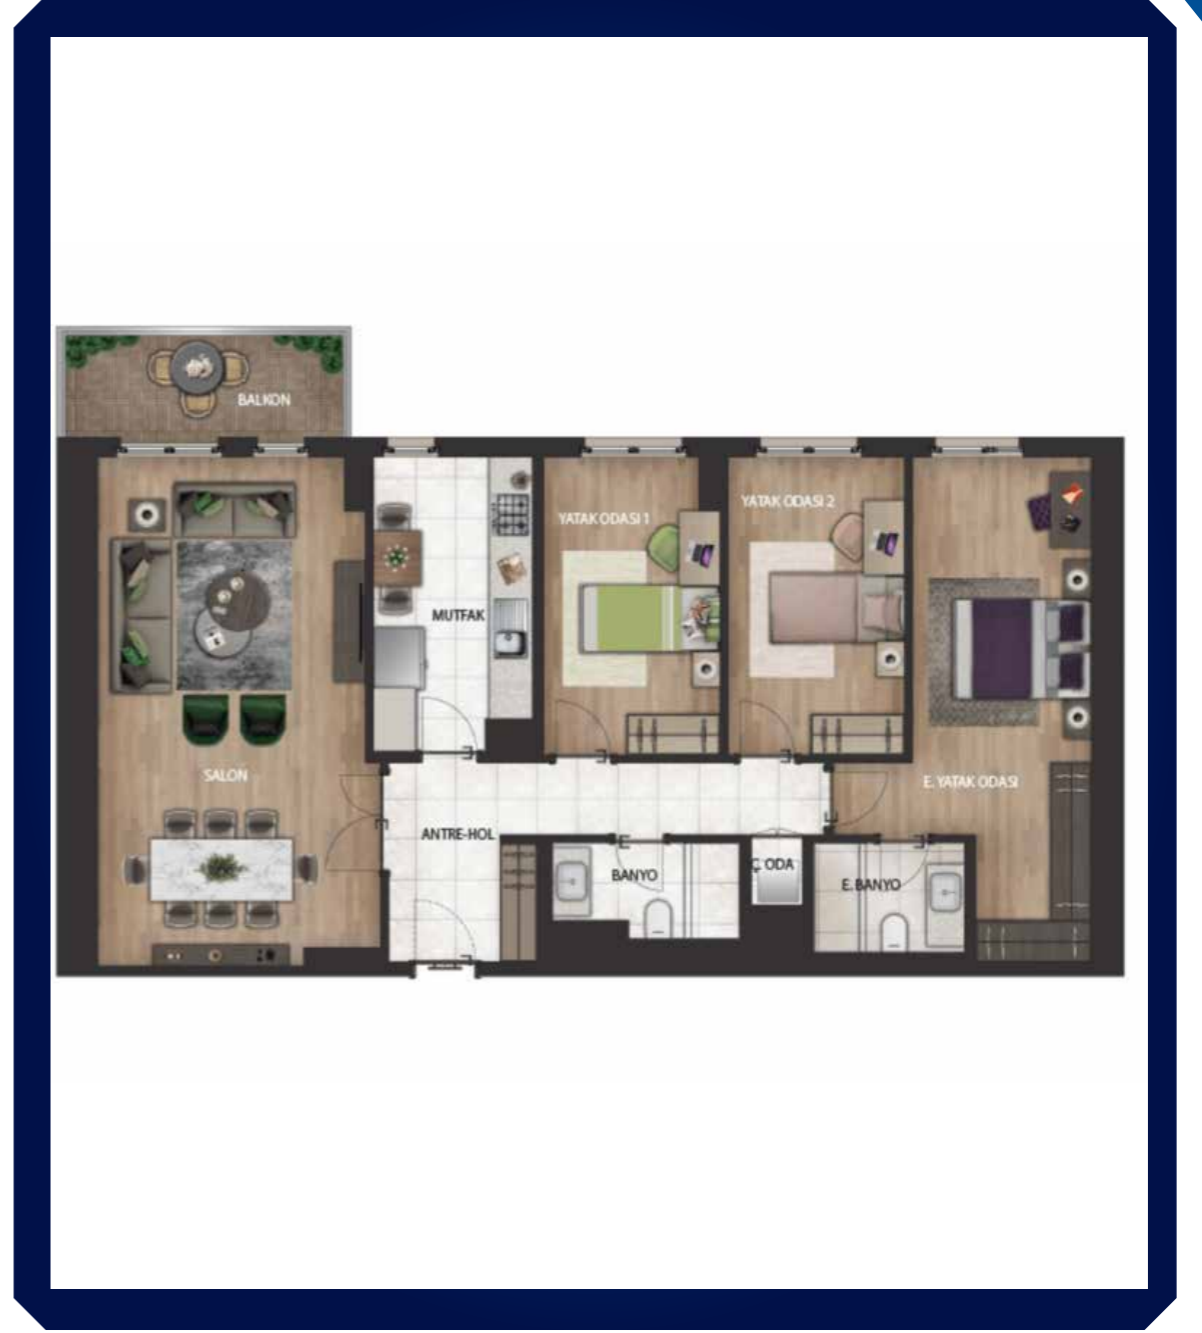 BALKON
YATAK ODASI 1
YATAK ODASI 2
MUTFAK
SALON
E. YATAK ODASI
ANTRE-HOL
BANYO
Ç. ODA
E. BANYO